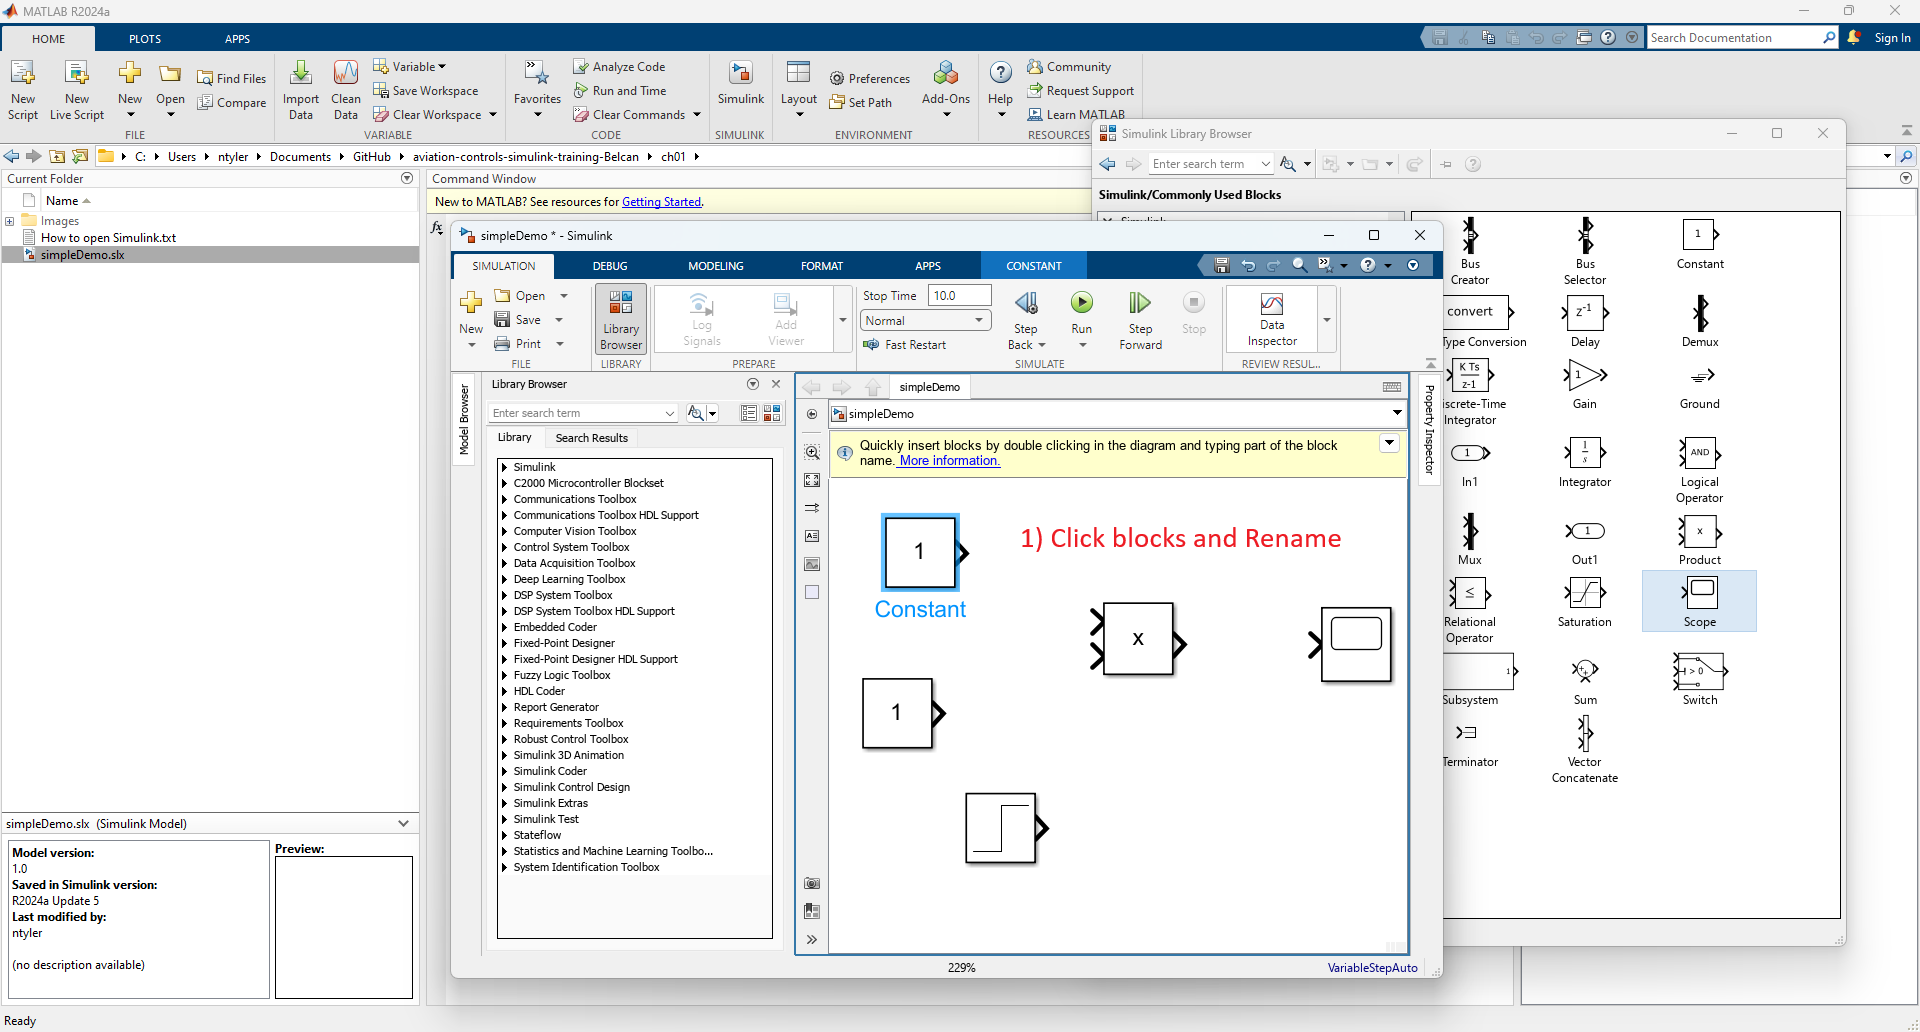 MATLAB R2024a
HOME
PLOTS
APPS
Search Documentation
Sign In
New Script
New Live Script
New
Open
Find Files
Compare
FILE
Import Data
Clean Data
Variable
Save Workspace
Clear Workspace
VARIABLE
Favorites
Analyze Code
Run and Time
Clear Commands
CODE
Simulink
SIMULINK
Layout
Preferences
Set Path
Add-Ons
ENVIRONMENT
Help
Community
Request Support
Learn MATLAB
RESOURCES
C: Users ntyler Documents GitHub aviation-controls-simulink-training-Belcan ch01
Current Folder
Name
Images
How to open Simulink.txt
simpleDemo.slx
simpleDemo.slx (Simulink Model)
Model version:
1.0
Saved in Simulink version:
R2024a Update 5
Last modified by:
ntyler
(no description available)
Preview:
Ready
Command Window
New to MATLAB? See resources for Getting Started.
fx
simpleDemo * - Simulink
SIMULATION
DEBUG
MODELING
FORMAT
APPS
CONSTANT
New
Open
Save
Print
FILE
Library Browser
LIBRARY
Log Signals
Add Viewer
PREPARE
Stop Time 10.0
Normal
Fast Restart
Step Back
Run
Step Forward
Stop
SIMULATE
Data Inspector
REVIEW RESUL...
Model Browser
Library Browser
Enter search term
Library
Search Results
Simulink
C2000 Microcontroller Blockset
Communications Toolbox
Communications Toolbox HDL Support
Computer Vision Toolbox
Control System Toolbox
Data Acquisition Toolbox
Deep Learning Toolbox
DSP System Toolbox
DSP System Toolbox HDL Support
Embedded Coder
Fixed-Point Designer
Fixed-Point Designer HDL Support
Fuzzy Logic Toolbox
HDL Coder
Report Generator
Requirements Toolbox
Robust Control Toolbox
Simulink 3D Animation
Simulink Coder
Simulink Control Design
Simulink Extras
Simulink Test
Stateflow
Statistics and Machine Learning Toolbo...
System Identification Toolbox
simpleDemo
simpleDemo
Quickly insert blocks by double clicking in the diagram and typing part of the block
name. More information.
1
Constant
1) Click blocks and Rename
x
1
229%
VariableStepAuto
Property Inspector
Simulink Library Browser
Enter search term
Simulink/Commonly Used Blocks
Bus Creator
Bus Selector
1
Constant
convert
Type Conversion
z-1
Delay
Demux
K Ts
z-1
iscrete-Time
Integrator
1
Gain
Ground
1
In1
1
s
Integrator
AND
Logical
Operator
Mux
1
Out1
x
Product
≤
Relational
Operator
Saturation
Scope
1
Subsystem
Sum
> 0
Switch
Terminator
Vector
Concatenate